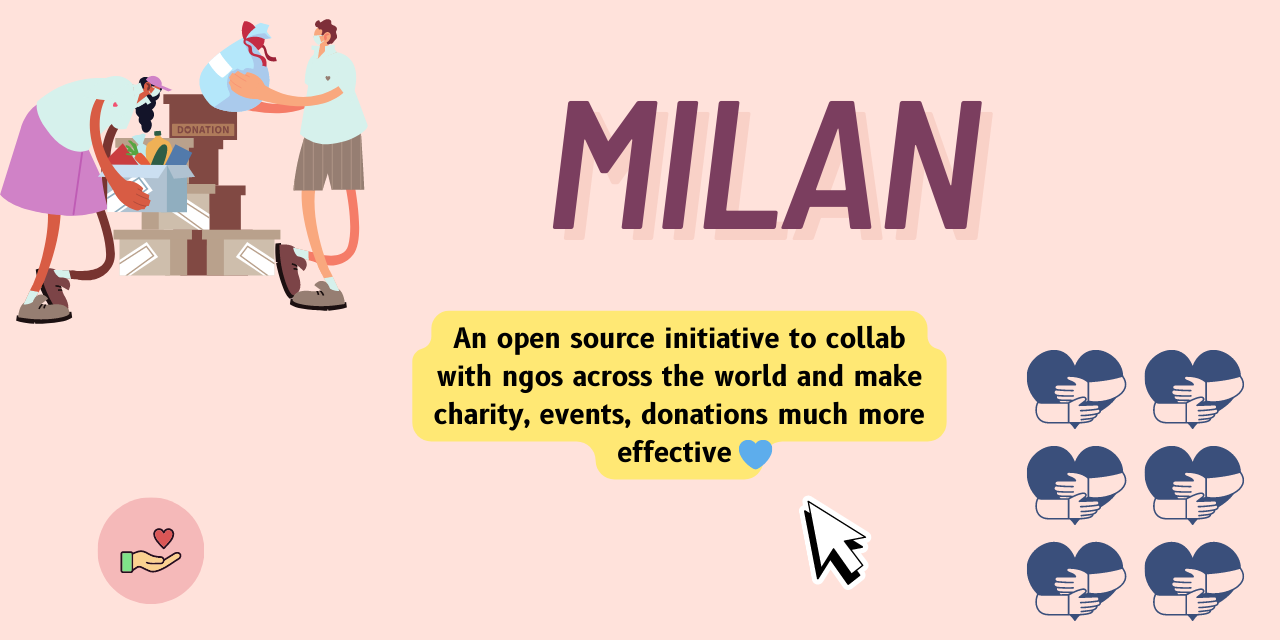 DONATION
MILAN
An open source initiative to collab
with ngos across the world and make
charity, events, donations much more
effective